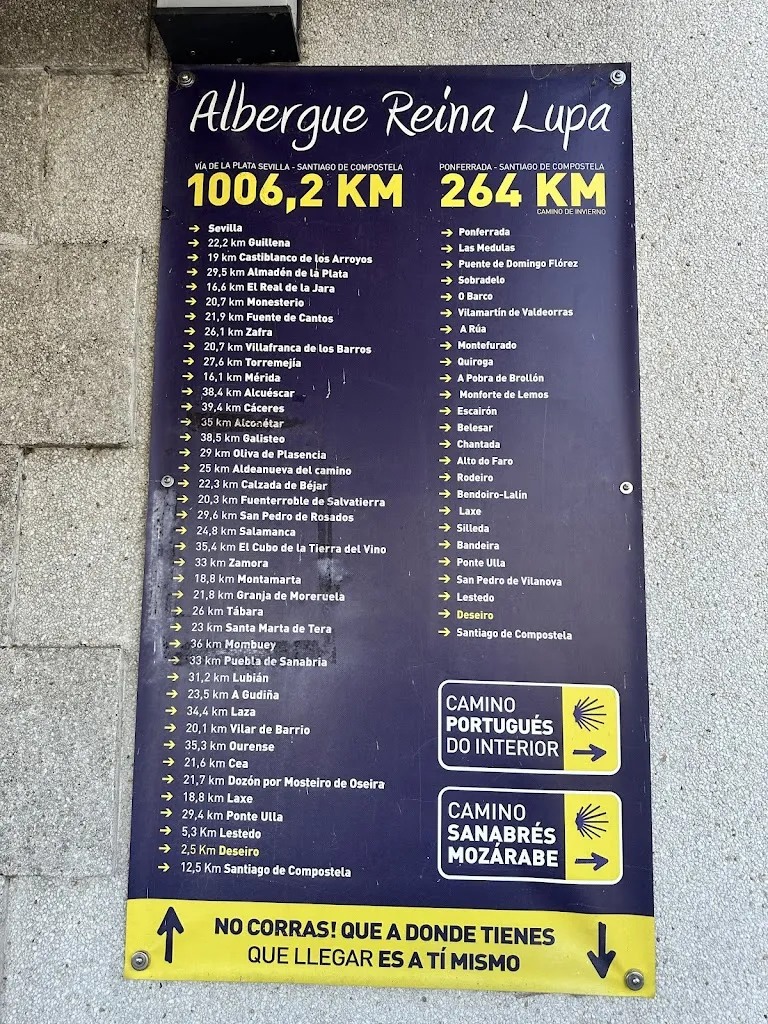 Albergue Reina Lupa
VÍA DE LA PLATA SEVILLA - SANTIAGO DE COMPOSTELA
1006,2 KM
Sevilla
22,2 km Guillena
19 km Castiblanco de los Arroyos
29,5 km Almadén de la Plata
16,6 km El Real de la Jara
20,7 km Monesterio
21,9 km Fuente de Cantos
26,1 km Zafra
20,7 km Villafranca de los Barros
27,6 km Torremejía
16,1 km Mérida
38,4 km Alcuéscar
39,4 km Cáceres
35 km Alconétar
38,5 km Galisteo
29 km Oliva de Plasencia
25 km Aldeanueva del camino
22,3 km Calzada de Béjar
20,3 km Fuenterroble de Salvatierra
29,6 km San Pedro de Rosados
24,8 km Salamanca
35,4 km El Cubo de la Tierra del Vino
33 km Zamora
18,8 km Montamarta
21,8 km Granja de Moreruela
26 km Tábara
23 km Santa Marta de Tera
36 km Mombuey
33 km Puebla de Sanabria
31,2 km Lubián
23,5 km A Gudiña
34,4 km Laza
20,1 km Vilar de Barrio
35,3 km Ourense
21,6 km Cea
21,7 km Dozón por Mosteiro de Oseira
18,8 km Laxe
29,4 km Ponte Ulla
5,3 Km Lestedo
2,5 Km Deseiro
12,5 Km Santiago de Compostela
PONFERRADA - SANTIAGO DE COMPOSTELA
264 KM
CAMINO DE INVIERNO
Ponferrada
Las Medulas
Puente de Domingo Flórez
Sobradelo
O Barco
Vilamartín de Valdeorras
A Rúa
Montefurado
Quiroga
A Pobra de Brollón
Monforte de Lemos
Escairón
Belesar
Chantada
Alto do Faro
Rodeiro
Bendoiro-Lalín
Laxe
Silleda
Bandeira
Ponte Ulla
San Pedro de Vilanova
Lestedo
Deseiro
Santiago de Compostela
CAMINO
PORTUGUÉS
DO INTERIOR
CAMINO
SANABRÉS
MOZÁRABE
NO CORRAS! QUE A DONDE TIENES
QUE LLEGAR ES A TÍ MISMO